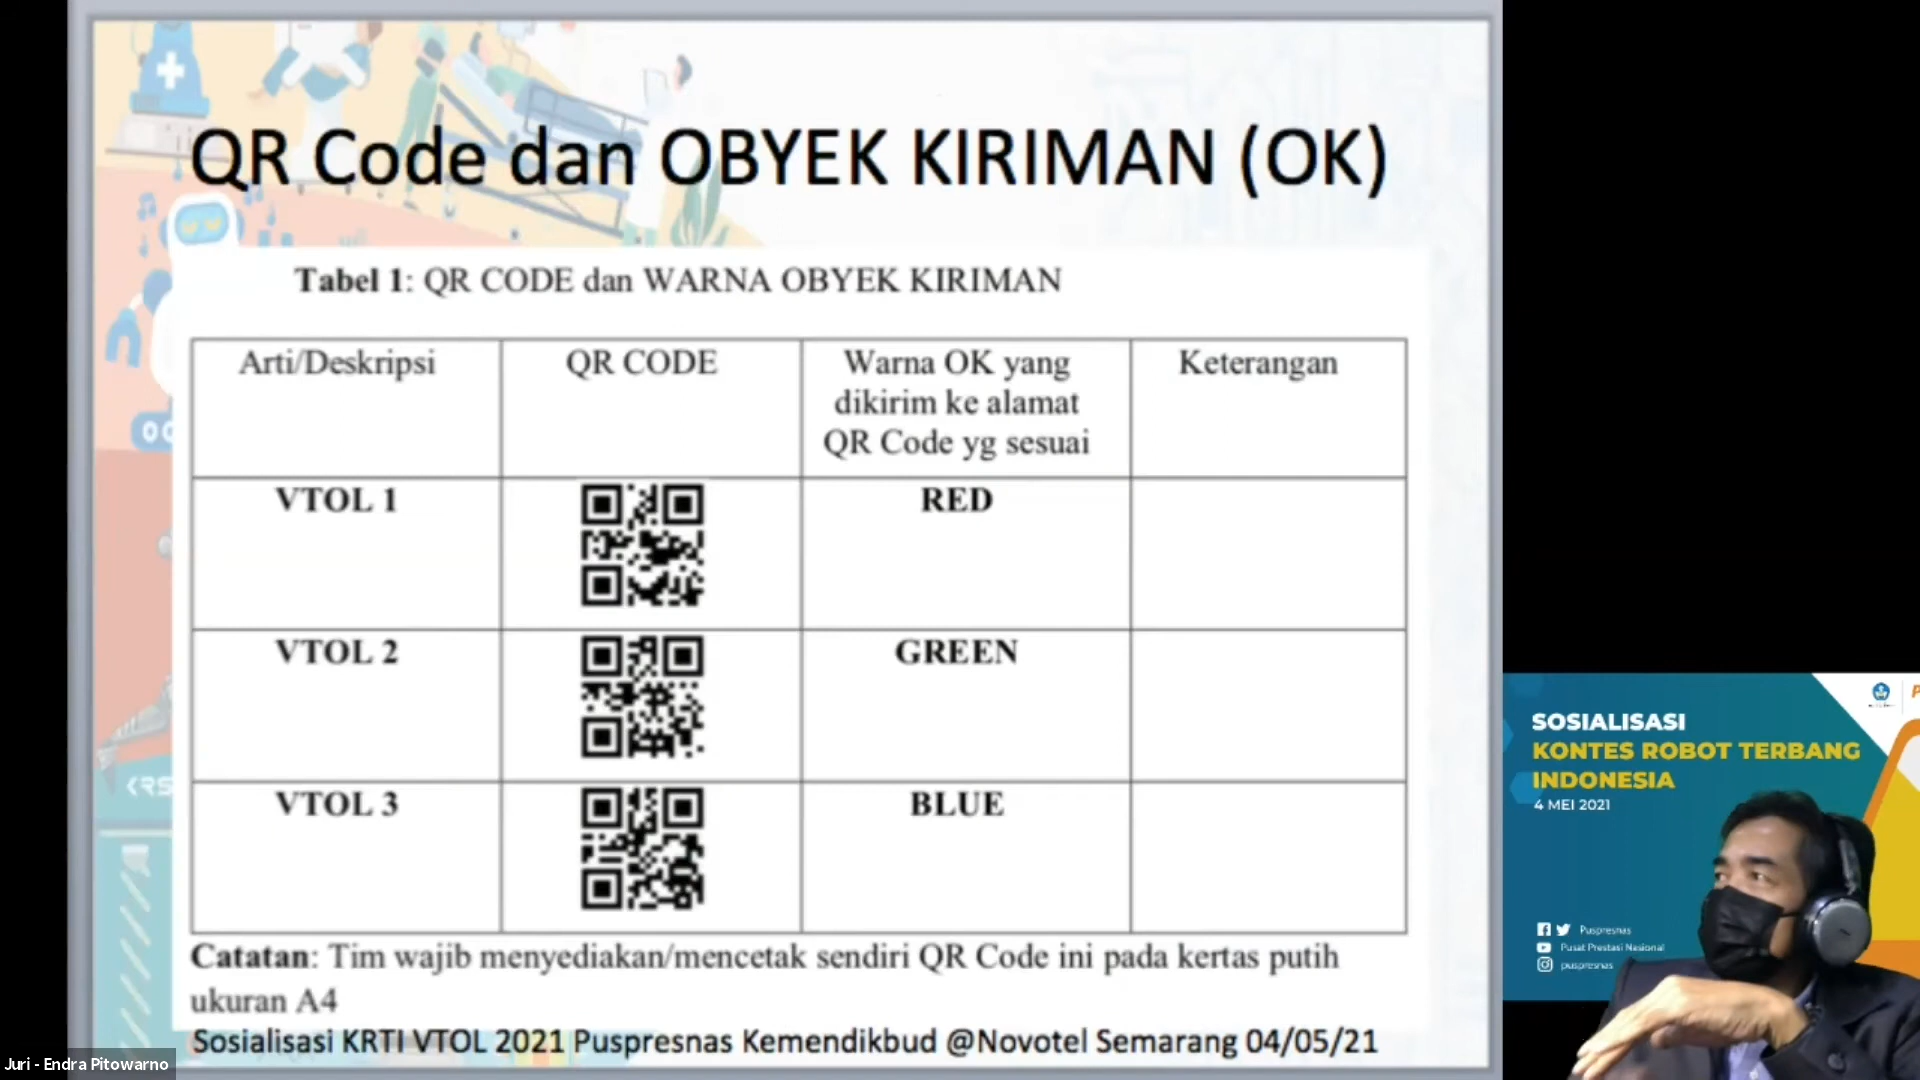 QR Code dan OBYEK KIRIMAN (OK)
Tabel 1: QR CODE dan WARNA OBYEK KIRIMAN
Arti/Deskripsi
QR CODE
Warna OK yang
dikirim ke alamat
QR Code yg sesuai
Keterangan
VTOL 1
RED
VTOL 2
GREEN
VTOL 3
BLUE
Catatan: Tim wajib menyediakan/mencetak sendiri QR Code ini pada kertas putih
ukuran A4
Sosialisasi KRTI VTOL 2021 Puspresnas Kemendikbud @Novotel Semarang 04/05/21
Juri - Endra Pitowarno
SOSIALISASI
KONTES ROBOT TERBANG
INDONESIA
4 MEI 2021
Puspresnas
Pusat Prestasi Nasional
puspresnas